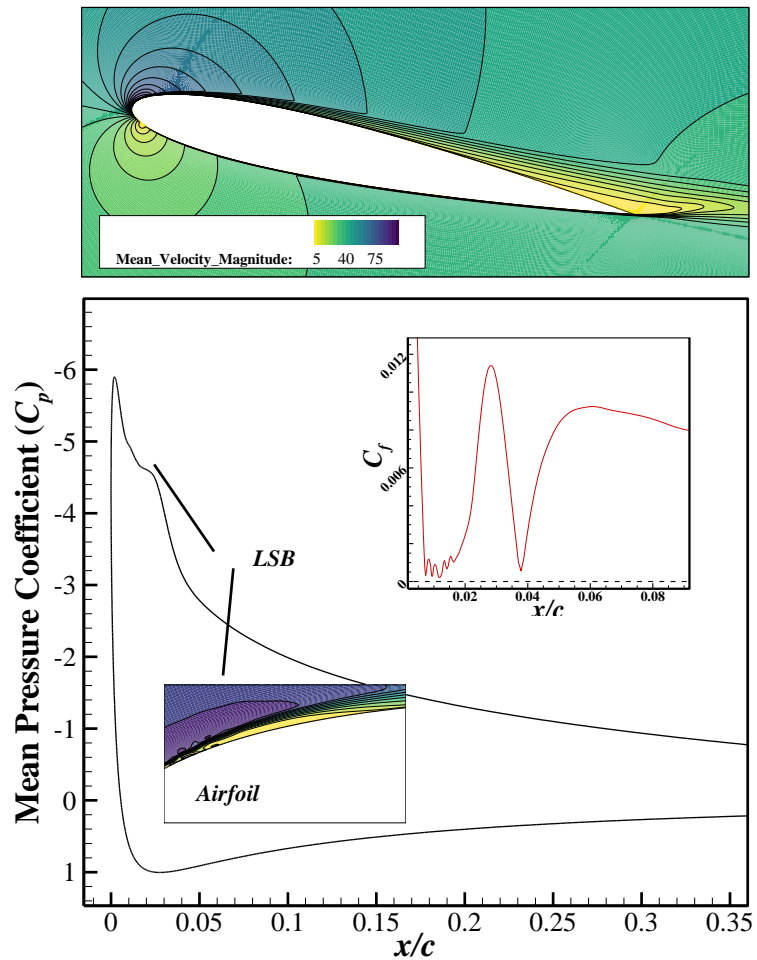 Mean_Velocity_Magnitude: 5 40 75
Mean Pressure Coefficient (C_p)
-6
-5
-4
-3
-2
-1
0
1
0 0.05 0.1 0.15 0.2 0.25 0.3 0.35
x/c
LSB
Airfoil
C_f
0.012
0.006
0
0.02 0.04 0.06 0.08
x/c